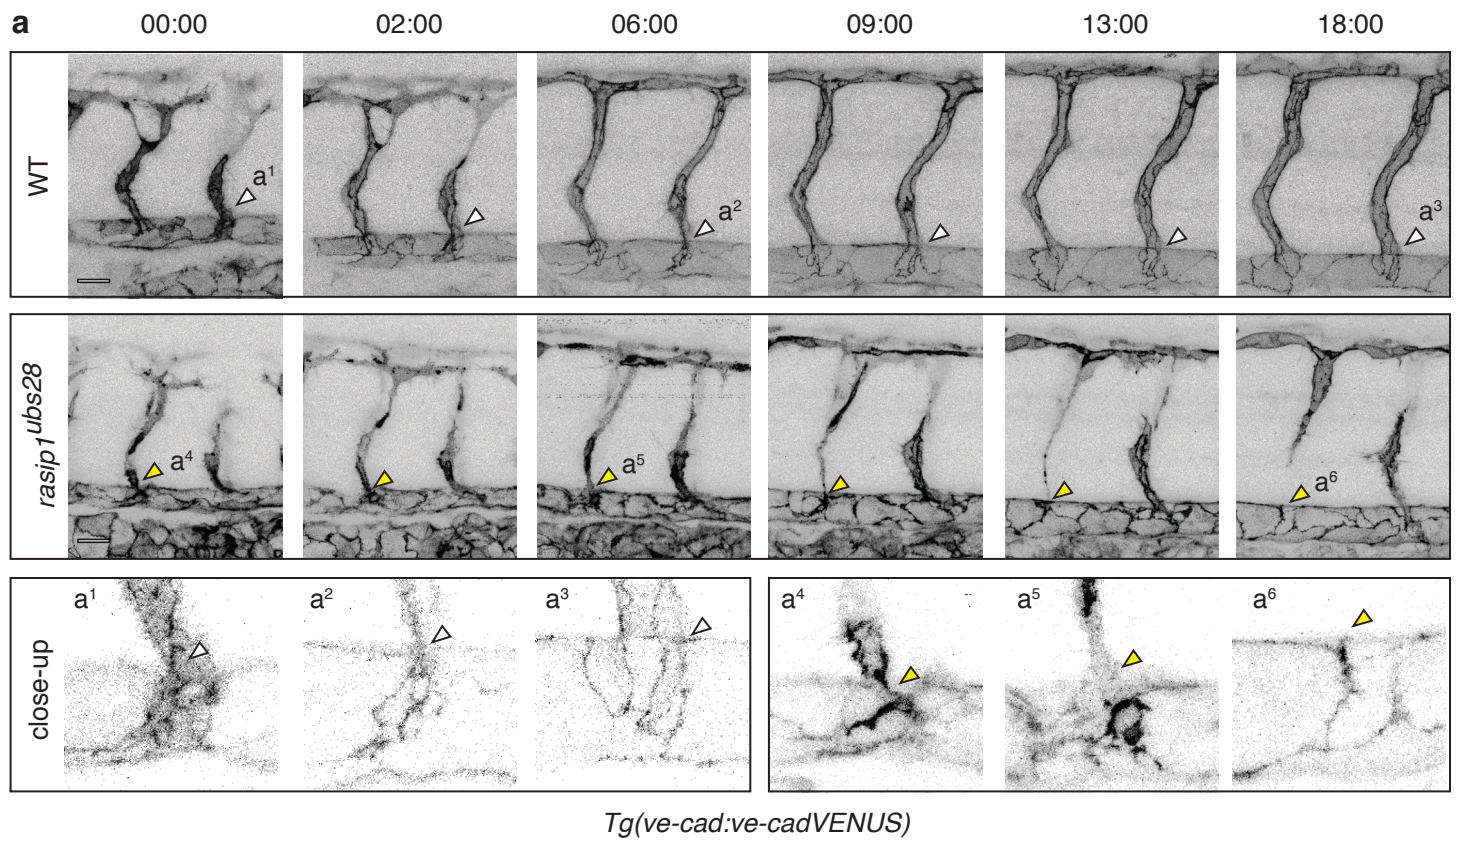 a 00:00 02:00 06:00 09:00 13:00 18:00
WT
a¹
a²
a³
rasip1ᵘᵇˢ²⁸
a⁴
a⁵
a⁶
close-up
a¹ a² a³ a⁴ a⁵ a⁶
Tg(ve-cad:ve-cadVENUS)